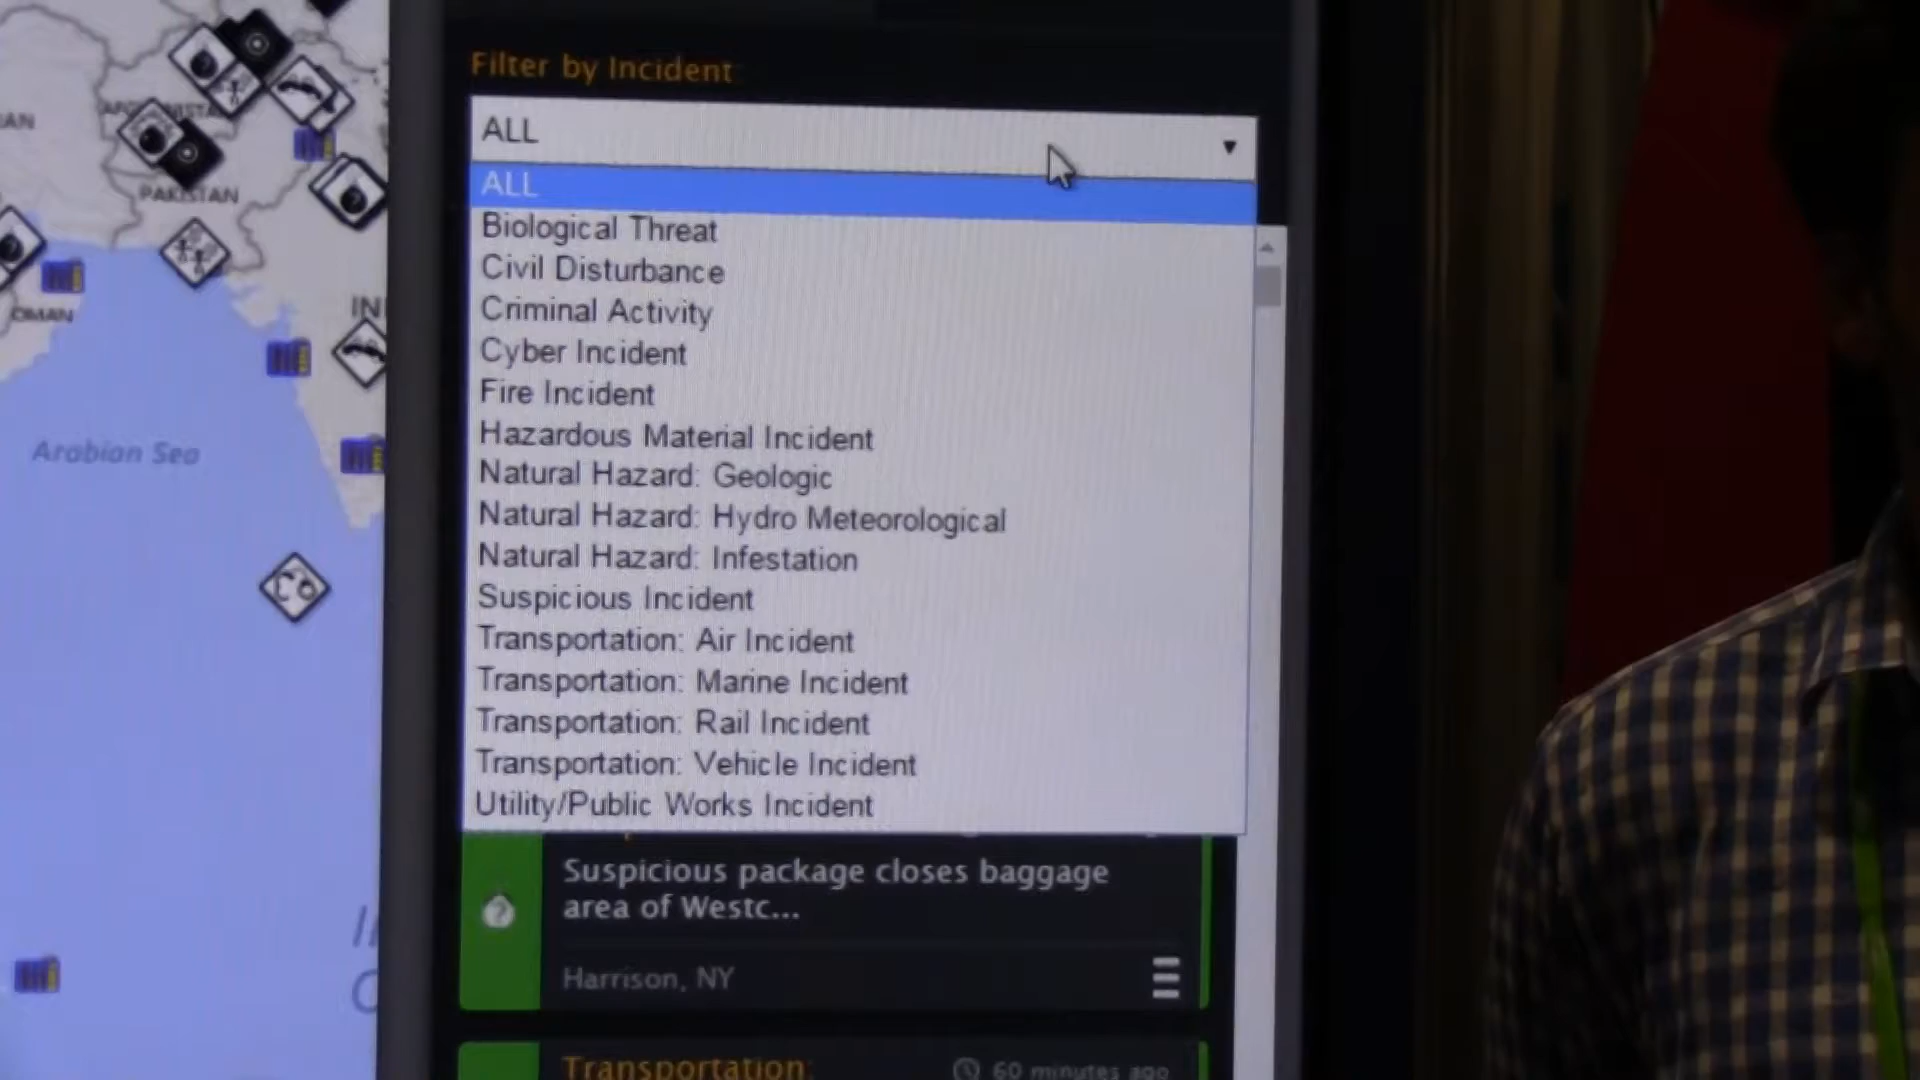 Filter by Incident
ALL
ALL
Biological Threat
Civil Disturbance
Criminal Activity
Cyber Incident
Fire Incident
Hazardous Material Incident
Natural Hazard: Geologic
Natural Hazard: Hydro Meteorological
Natural Hazard: Infestation
Suspicious Incident
Transportation: Air Incident
Transportation: Marine Incident
Transportation: Rail Incident
Transportation: Vehicle Incident
Utility/Public Works Incident
Suspicious package closes baggage
area of Westc...
Harrison, NY
Transportation:
60 minutes ago
PAKISTAN
OMAN
IN
Arabian Sea